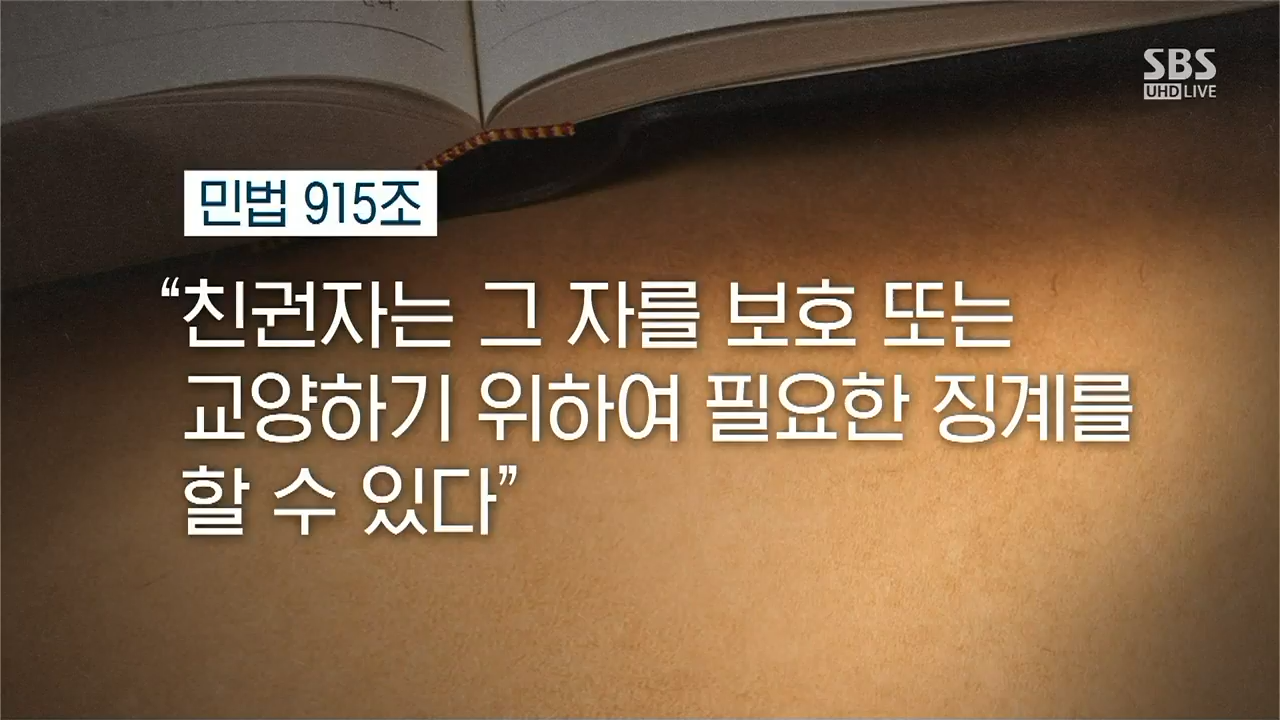 SBS
UHD LIVE
민법 915조
“친권자는 그 자를 보호 또는
교양하기 위하여 필요한 징계를
할 수 있다”